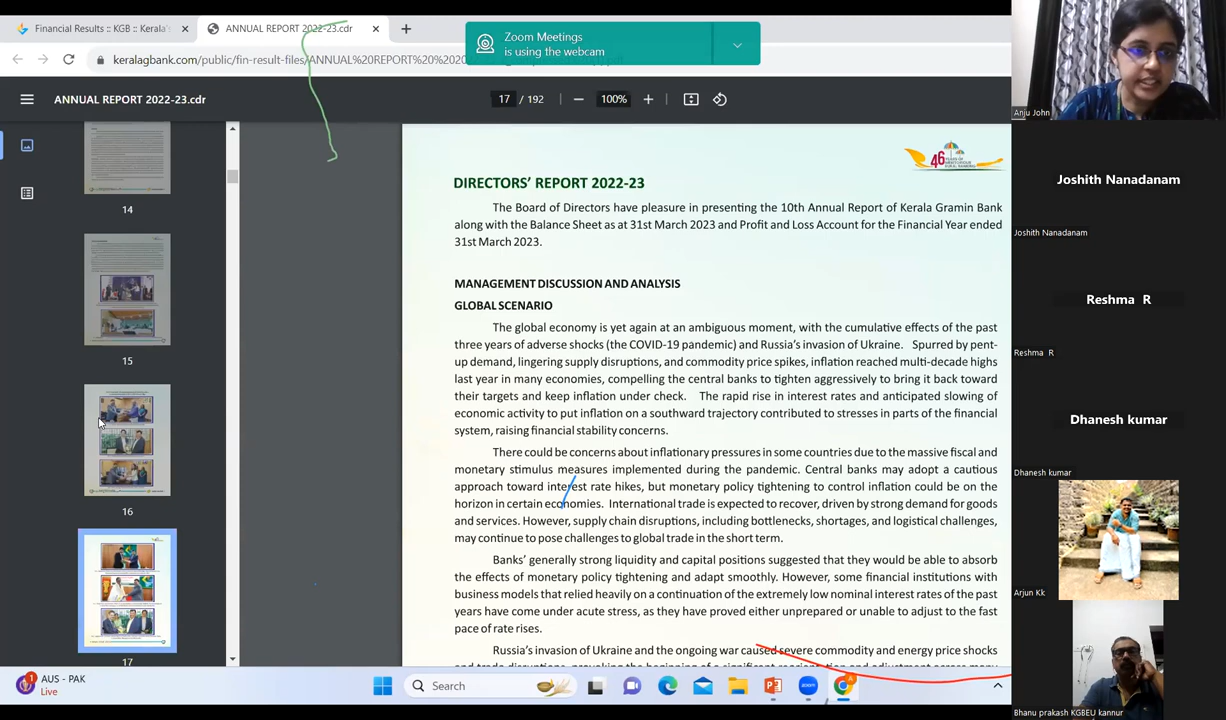 Financial Results :: KGB :: Kerala's
ANNUAL REPORT 2022-23.cdr
Zoom Meetings
is using the webcam
keralagbank.com/public/fin-result-files/ANNUAL%20REPORT%20%20
ANNUAL REPORT 2022-23.cdr
17 / 192
100%
14
15
16
17
46
DIRECTORS' REPORT 2022-23
The Board of Directors have pleasure in presenting the 10th Annual Report of Kerala Gramin Bank
along with the Balance Sheet as at 31st March 2023 and Profit and Loss Account for the Financial Year ended
31st March 2023.
MANAGEMENT DISCUSSION AND ANALYSIS
GLOBAL SCENARIO
The global economy is yet again at an ambiguous moment, with the cumulative effects of the past
three years of adverse shocks (the COVID-19 pandemic) and Russia's invasion of Ukraine. Spurred by pent-
up demand, lingering supply disruptions, and commodity price spikes, inflation reached multi-decade highs
last year in many economies, compelling the central banks to tighten aggressively to bring it back toward
their targets and keep inflation under check. The rapid rise in interest rates and anticipated slowing of
economic activity to put inflation on a southward trajectory contributed to stresses in parts of the financial
system, raising financial stability concerns.
There could be concerns about inflationary pressures in some countries due to the massive fiscal and
monetary stimulus measures implemented during the pandemic. Central banks may adopt a cautious
approach toward interest rate hikes, but monetary policy tightening to control inflation could be on the
horizon in certain economies. International trade is expected to recover, driven by strong demand for goods
and services. However, supply chain disruptions, including bottlenecks, shortages, and logistical challenges,
may continue to pose challenges to global trade in the short term.
Banks' generally strong liquidity and capital positions suggested that they would be able to absorb
the effects of monetary policy tightening and adapt smoothly. However, some financial institutions with
business models that relied heavily on a continuation of the extremely low nominal interest rates of the past
years have come under acute stress, as they have proved either unprepared or unable to adjust to the fast
pace of rate rises.
Russia's invasion of Ukraine and the ongoing war caused severe commodity and energy price shocks
Anju John
Joshith Nanadanam
Joshith Nanadanam
Reshma R
Reshma R
Dhanesh kumar
Dhanesh kumar
Arjun Kk
Bhanu prakash KGBEU kannur
AUS - PAK
Live
Search